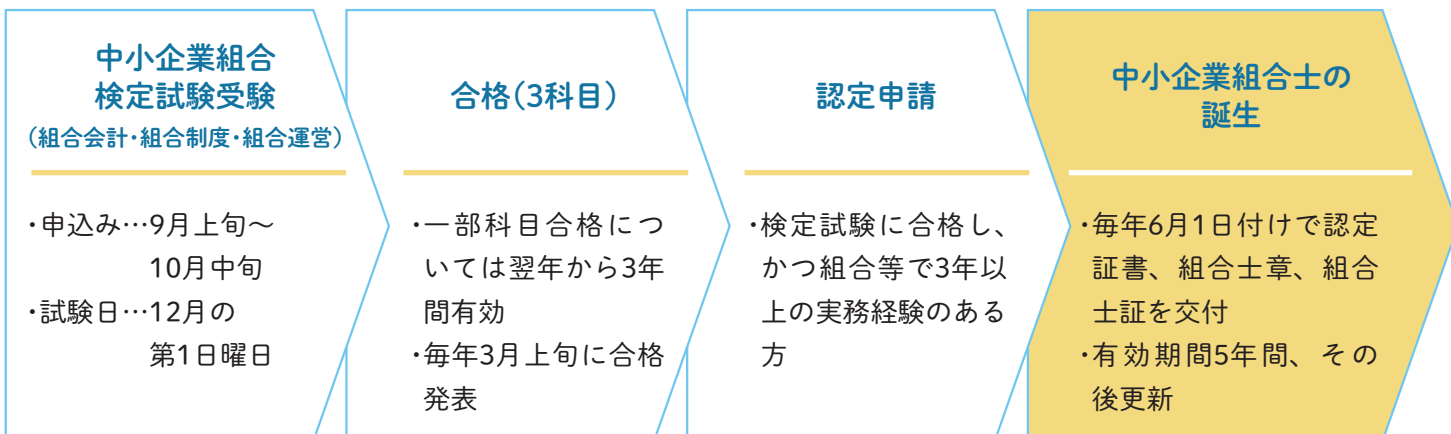 中小企業組合
検定試験受験
（組合会計・組合制度・組合運営）
・申込み…9月上旬～
10月中旬
・試験日…12月の
第1日曜日
合格（3科目）
・一部科目合格につ
いては翌年から3年
間有効
・毎年3月上旬に合格
発表
認定申請
・検定試験に合格し、
かつ組合等で3年以
上の実務経験のある
方
中小企業組合士の
誕生
・毎年6月1日付けで認定
証書、組合士章、組合
士証を交付
・有効期間5年間、その
後更新